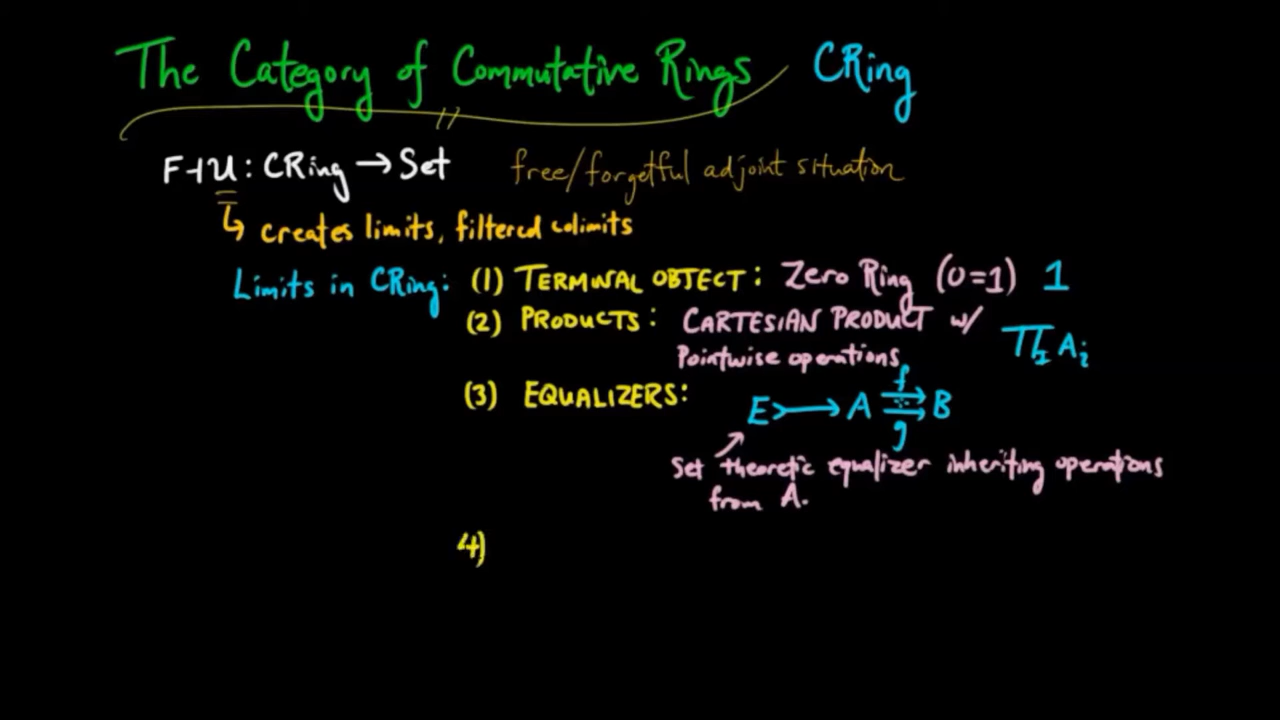 The Category of Commutative Rings CRing
F⊣U: CRing → Set free/forgetful adjoint situation
↳ creates limits, filtered colimits
Limits in CRing: (1) TERMINAL OBJECT: Zero Ring (0=1) 1
(2) PRODUCTS: CARTESIAN PRODUCT w/
Pointwise operations ∏_I A_i
(3) EQUALIZERS: E ↣ A ⇉ B
f
g
Set theoretic equalizer inheriting operations
from A.
4)